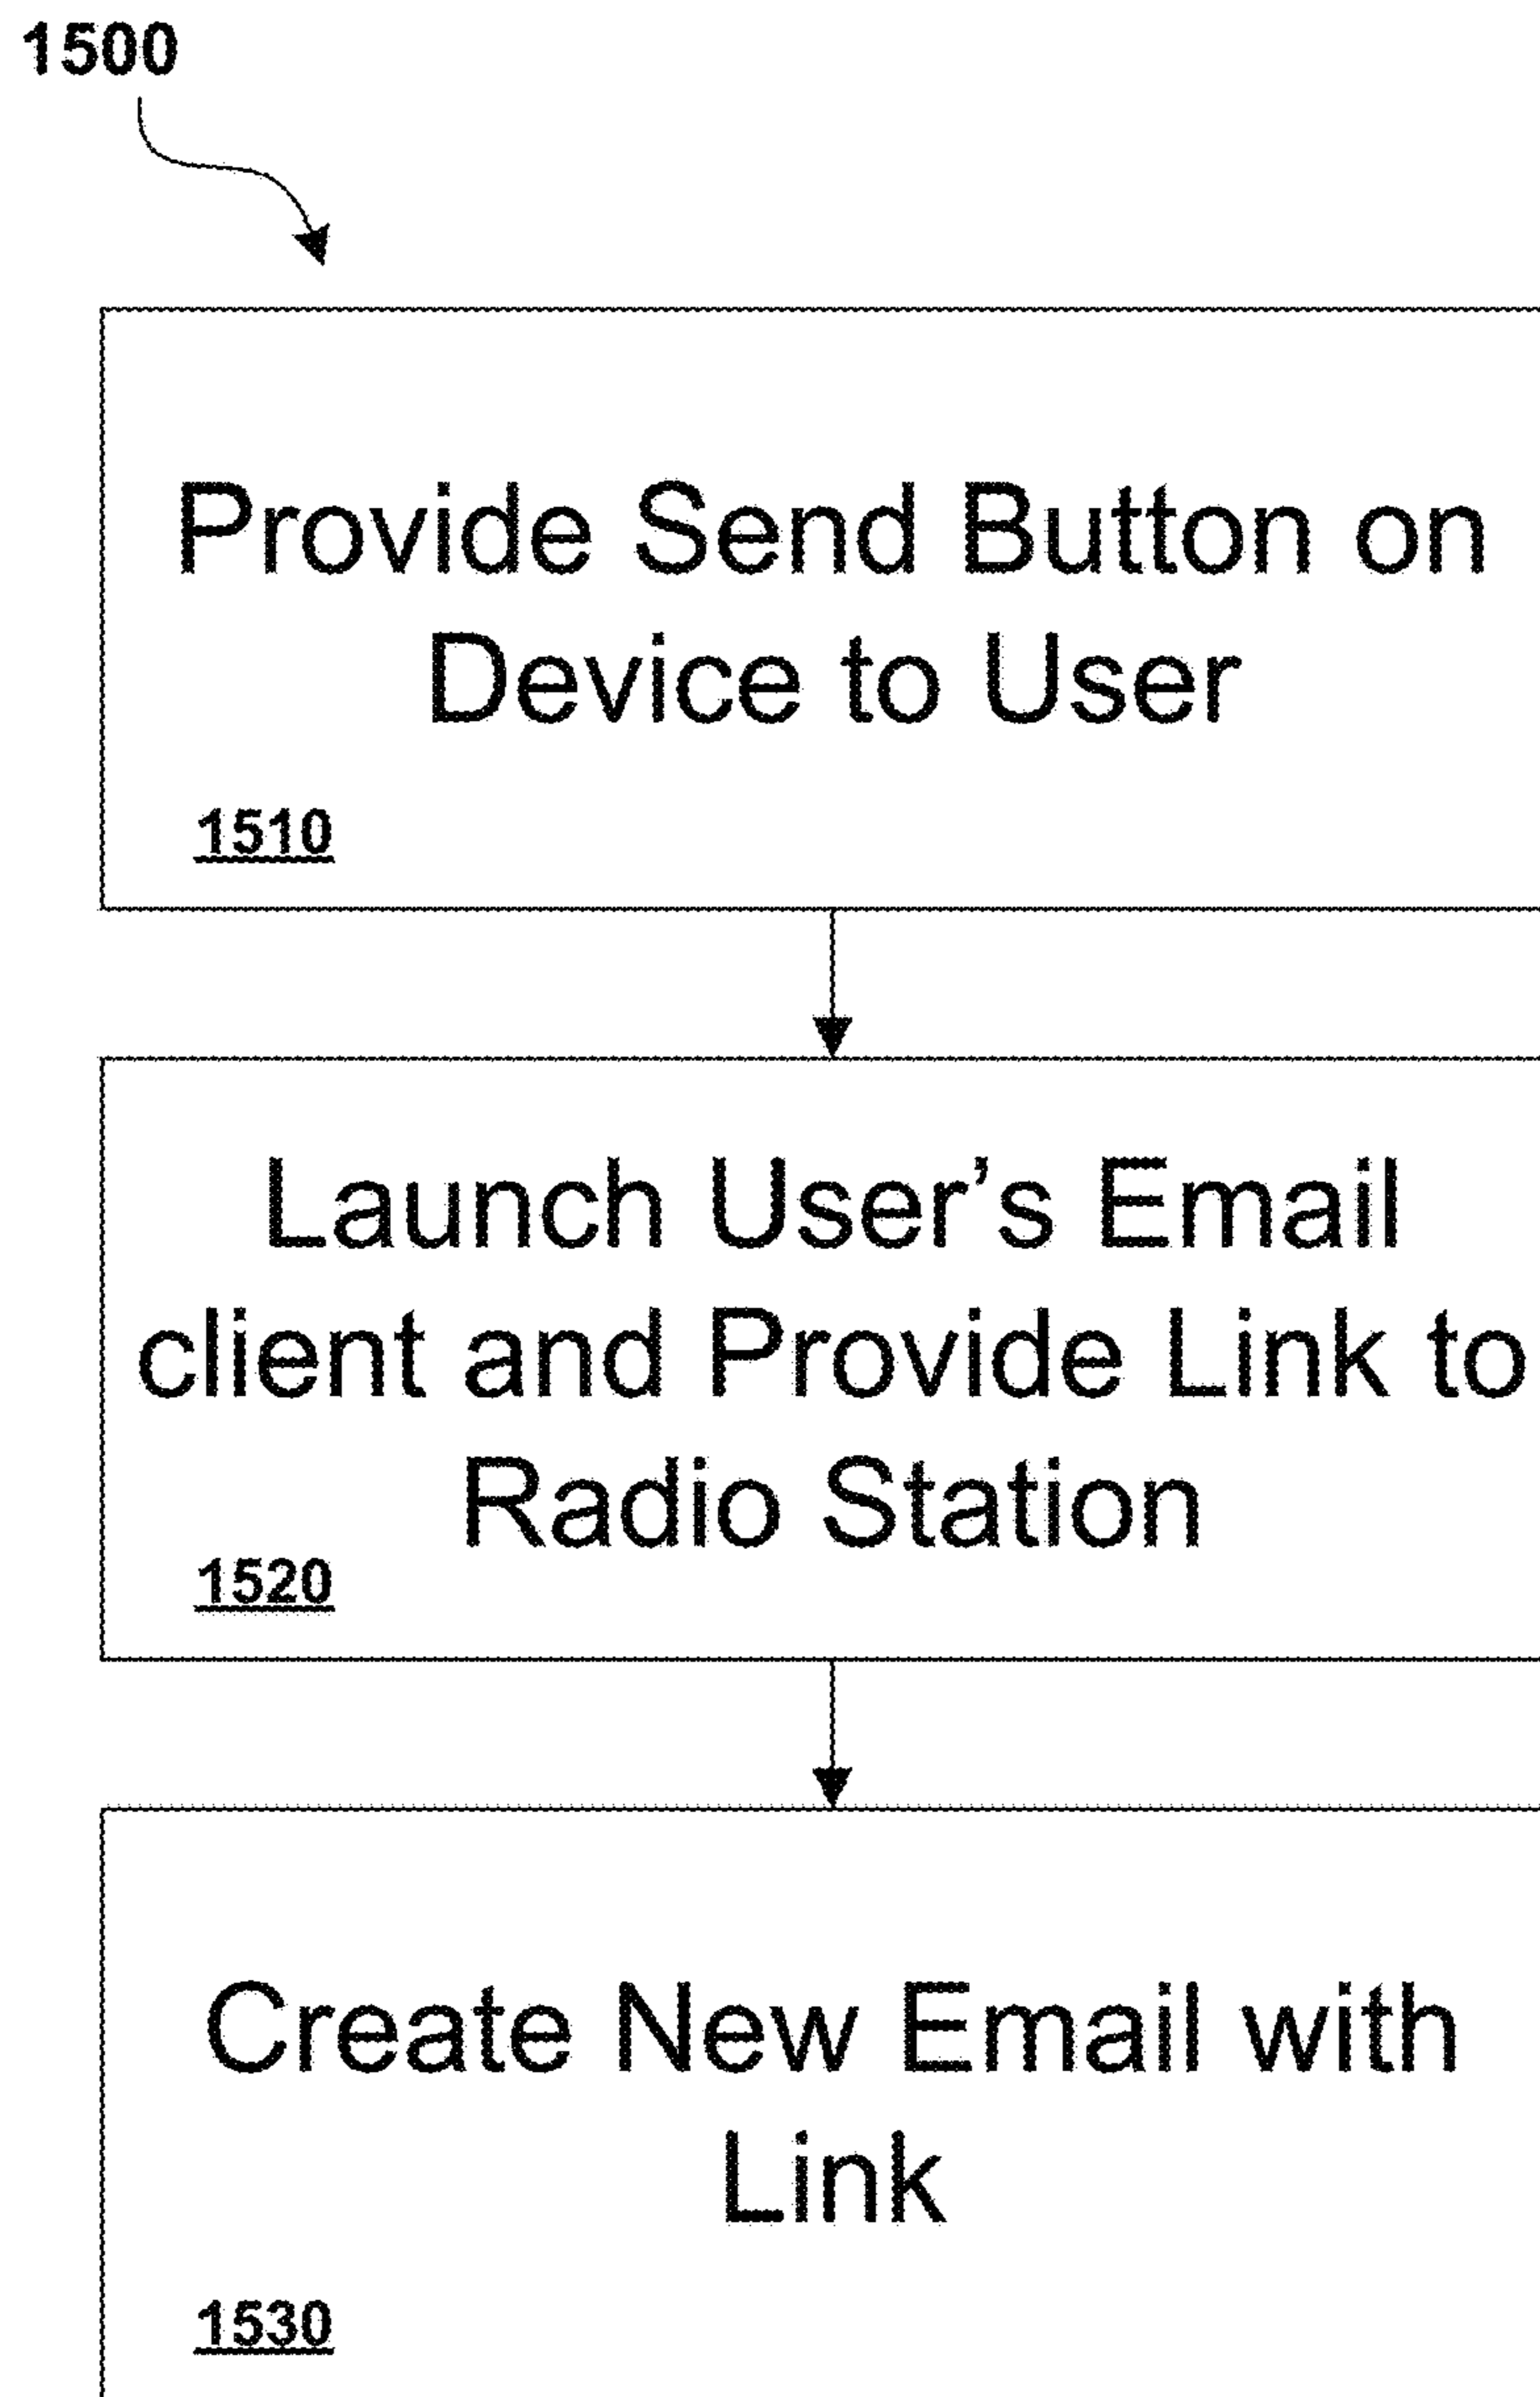 1500
Provide Send Button on
Device to User
1510
Launch User’s Email
client and Provide Link to
Radio Station
1520
Create New Email with
Link
1530